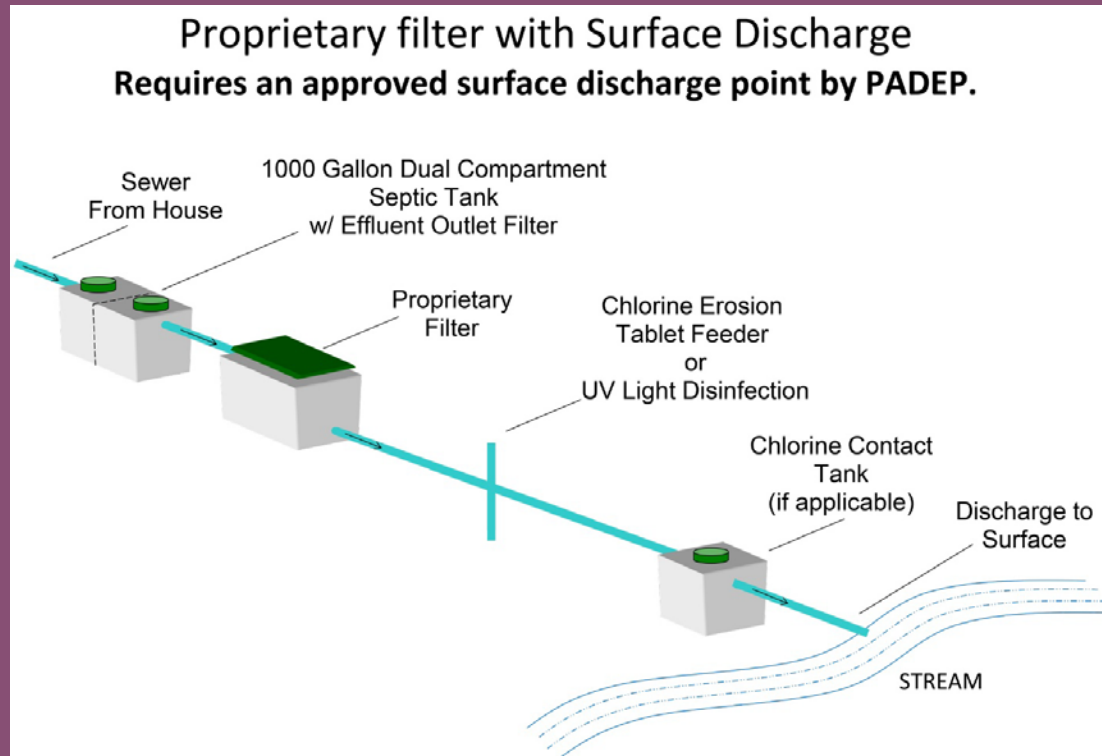 Proprietary filter with Surface Discharge
Requires an approved surface discharge point by PADEP.
Sewer
From House
1000 Gallon Dual Compartment
Septic Tank
w/ Effluent Outlet Filter
Proprietary
Filter
Chlorine Erosion
Tablet Feeder
or
UV Light Disinfection
Chlorine Contact
Tank
(if applicable)
Discharge to
Surface
STREAM